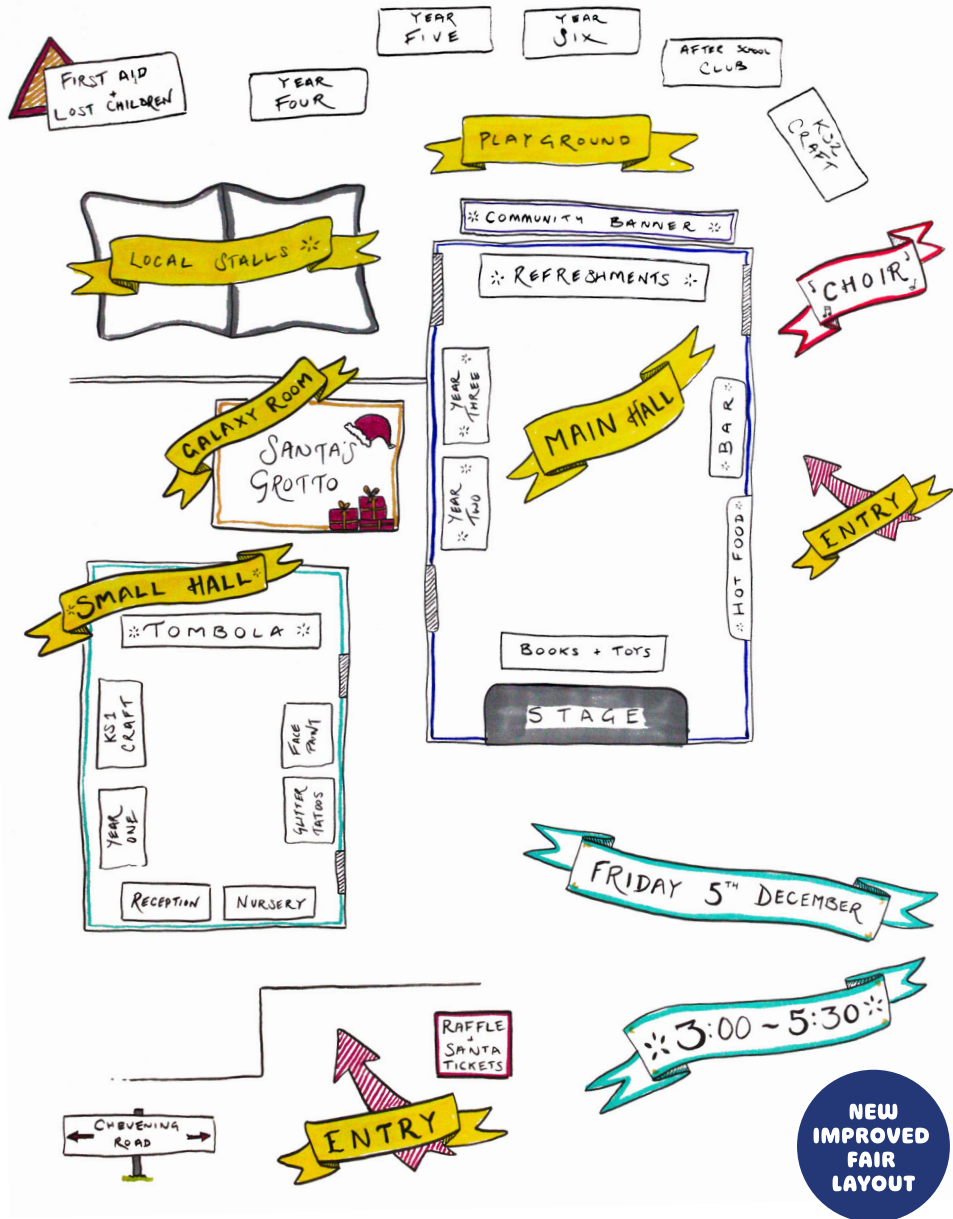 YEAR
FIVE
YEAR
SIX
AFTER SCHOOL
CLUB
FIRST AID
+
LOST CHILDREN
YEAR
FOUR
KS2
CRAFT
PLAYGROUND
COMMUNITY BANNER
LOCAL STALLS
REFRESHMENTS
CHOIR
GALAXY ROOM
SANTA'S
GROTTO
YEAR
THREE
MAIN HALL
BAR
YEAR
TWO
HOT FOOD
ENTRY
SMALL HALL
TOMBOLA
BOOKS + TOYS
STAGE
KS1
CRAFT
FACE
PAINT
YEAR
ONE
GLITTER
TATOOS
RECEPTION
NURSERY
FRIDAY 5TH DECEMBER
3:00 ~ 5:30
RAFFLE
+
SANTA
TICKETS
CHEVENING
ROAD
ENTRY
NEW
IMPROVED
FAIR
LAYOUT